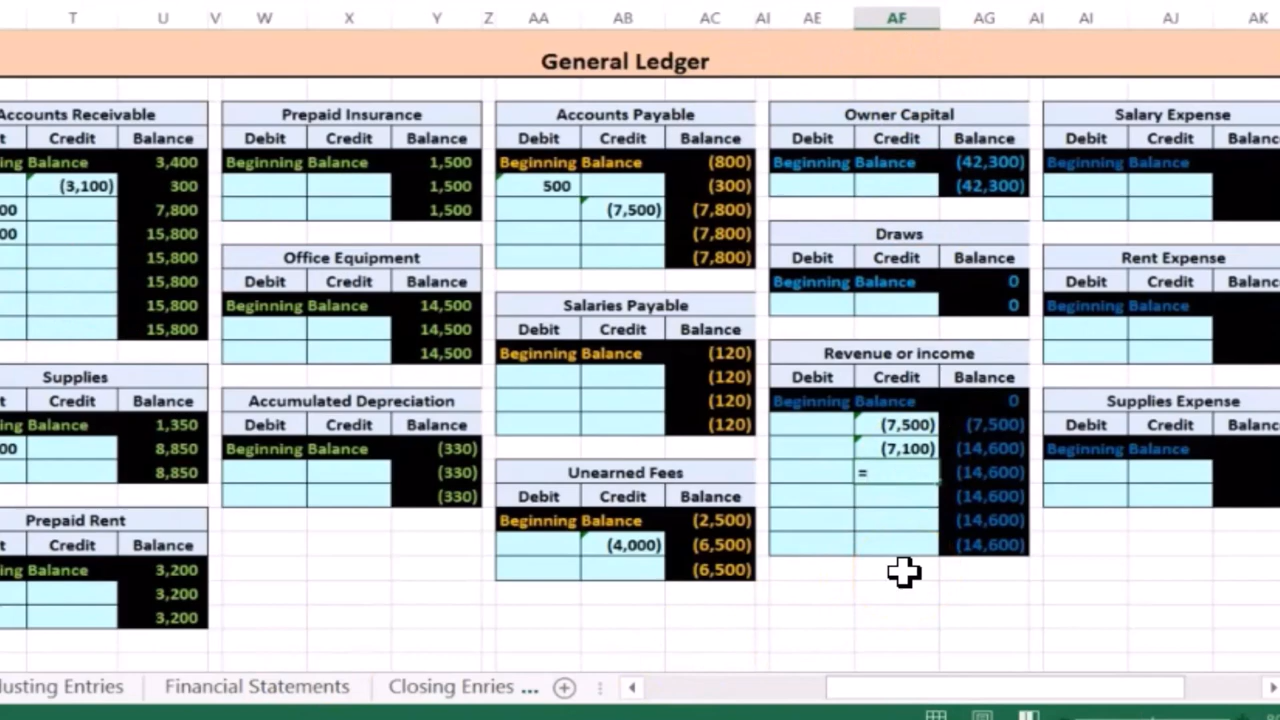 T U V W X Y Z AA AB AC AI AE AF AG AI AI AJ AK
General Ledger
Accounts Receivable Prepaid Insurance Accounts Payable Owner Capital Salary Expense
t Credit Balance Debit Credit Balance Debit Credit Balance Debit Credit Balance Debit Credit Balanc
ing Balance 3,400 Beginning Balance 1,500 Beginning Balance (800) Beginning Balance (42,300) Beginning Balance
(3,100) 300 1,500 500 (300) (42,300)
00 7,800 1,500 (7,500) (7,800)
00 15,800 (7,800) Draws
15,800 Office Equipment (7,800) Debit Credit Balance Rent Expense
15,800 Debit Credit Balance Beginning Balance 0 Debit Credit Balanc
15,800 Beginning Balance 14,500 Salaries Payable 0 Beginning Balance
15,800 14,500 Debit Credit Balance
14,500 Beginning Balance (120) Revenue or income
Supplies (120) Debit Credit Balance
t Credit Balance Accumulated Depreciation (120) Beginning Balance 0 Supplies Expense
ing Balance 1,350 Debit Credit Balance (120) (7,500) (7,500) Debit Credit Balanc
00 8,850 Beginning Balance (330) (7,100) (14,600) Beginning Balance
8,850 (330) Unearned Fees = (14,600)
(330) Debit Credit Balance (14,600)
Prepaid Rent Beginning Balance (2,500) (14,600)
t Credit Balance (4,000) (6,500) (14,600)
ing Balance 3,200 (6,500)
3,200
3,200
justing Entries Financial Statements Closing Enries ...